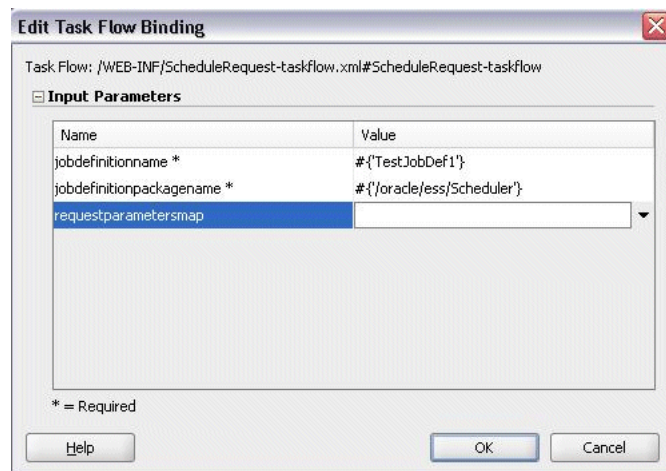 Edit Task Flow Binding
Task Flow: /WEB-INF/ScheduleRequest-taskflow.xml#ScheduleRequest-taskflow
Input Parameters
Name Value
jobdefinitionname * #{'TestJobDef1'}
jobdefinitionpackagename * #{'/oracle/ess/Scheduler'}
requestparametersmap
* = Required
Help OK Cancel